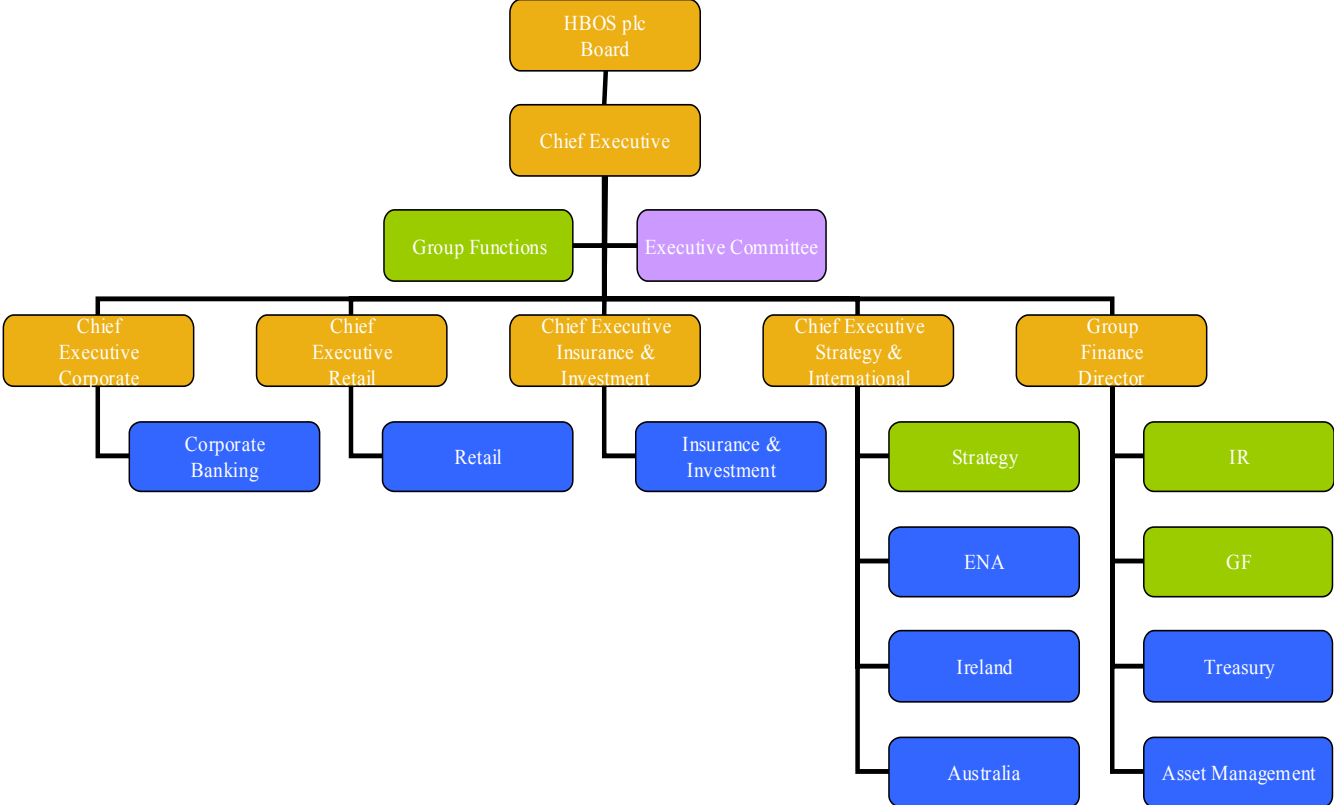 HBOS plc
Board
Chief Executive
Group Functions
Executive Committee
Chief
Executive
Corporate
Chief
Executive
Retail
Chief Executive
Insurance &
Investment
Chief Executive
Strategy &
International
Group
Finance
Director
Corporate
Banking
Retail
Insurance &
Investment
Strategy
IR
ENA
GF
Ireland
Treasury
Australia
Asset Management